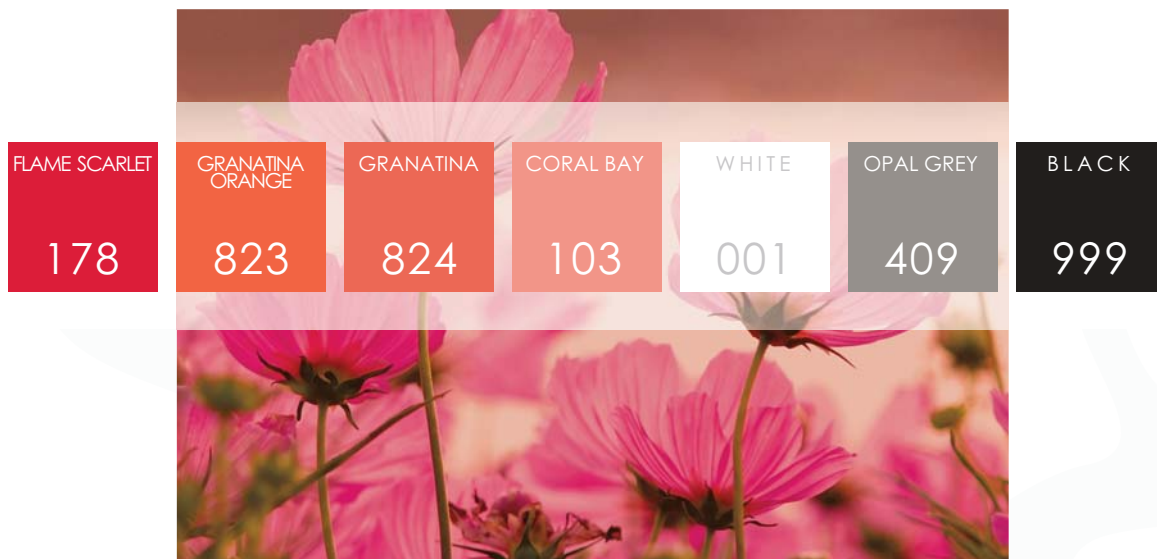 FLAME SCARLET
178
GRANATINA
ORANGE
823
GRANATINA
824
CORAL BAY
103
WHITE
001
OPAL GREY
409
BLACK
999